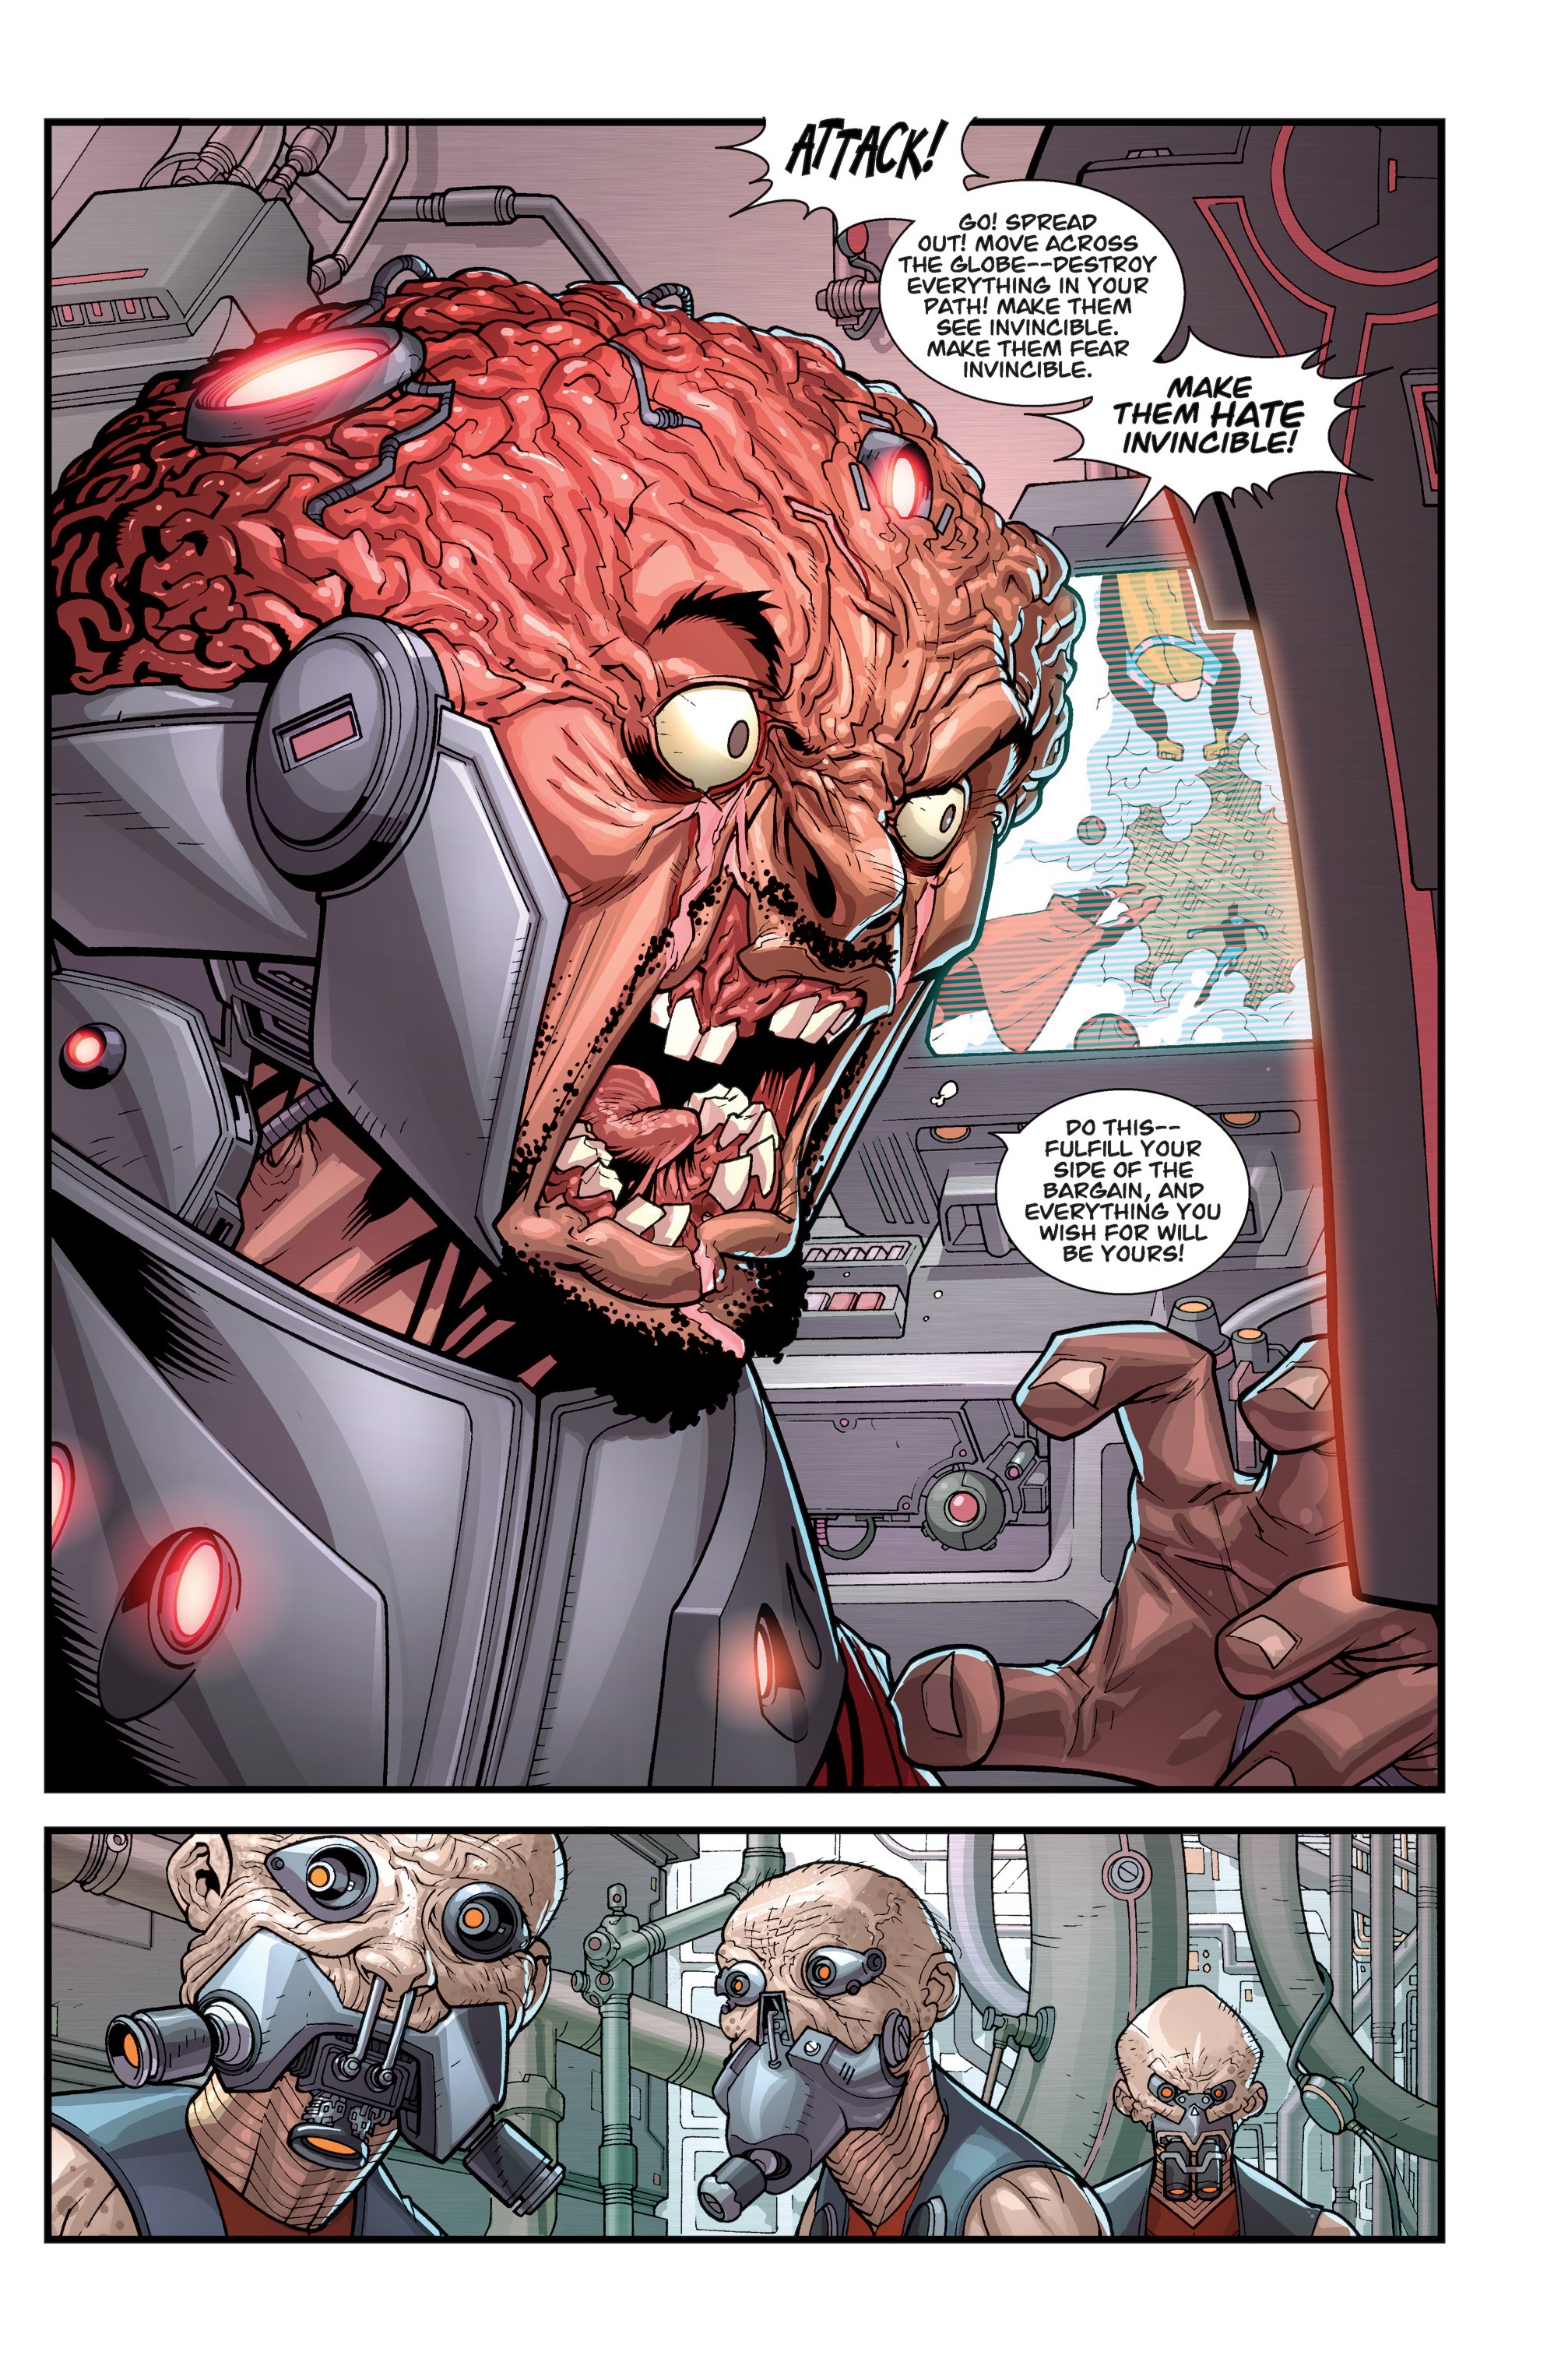 ATTACK!
GO! SPREAD
OUT! MOVE ACROSS
THE GLOBE--DESTROY
EVERYTHING IN YOUR
PATH! MAKE THEM
SEE INVINCIBLE.
MAKE THEM FEAR
INVINCIBLE.
MAKE
THEM HATE
INVINCIBLE!
DO THIS--
FULFILL YOUR
SIDE OF THE
BARGAIN, AND
EVERYTHING YOU
WISH FOR WILL
BE YOURS!